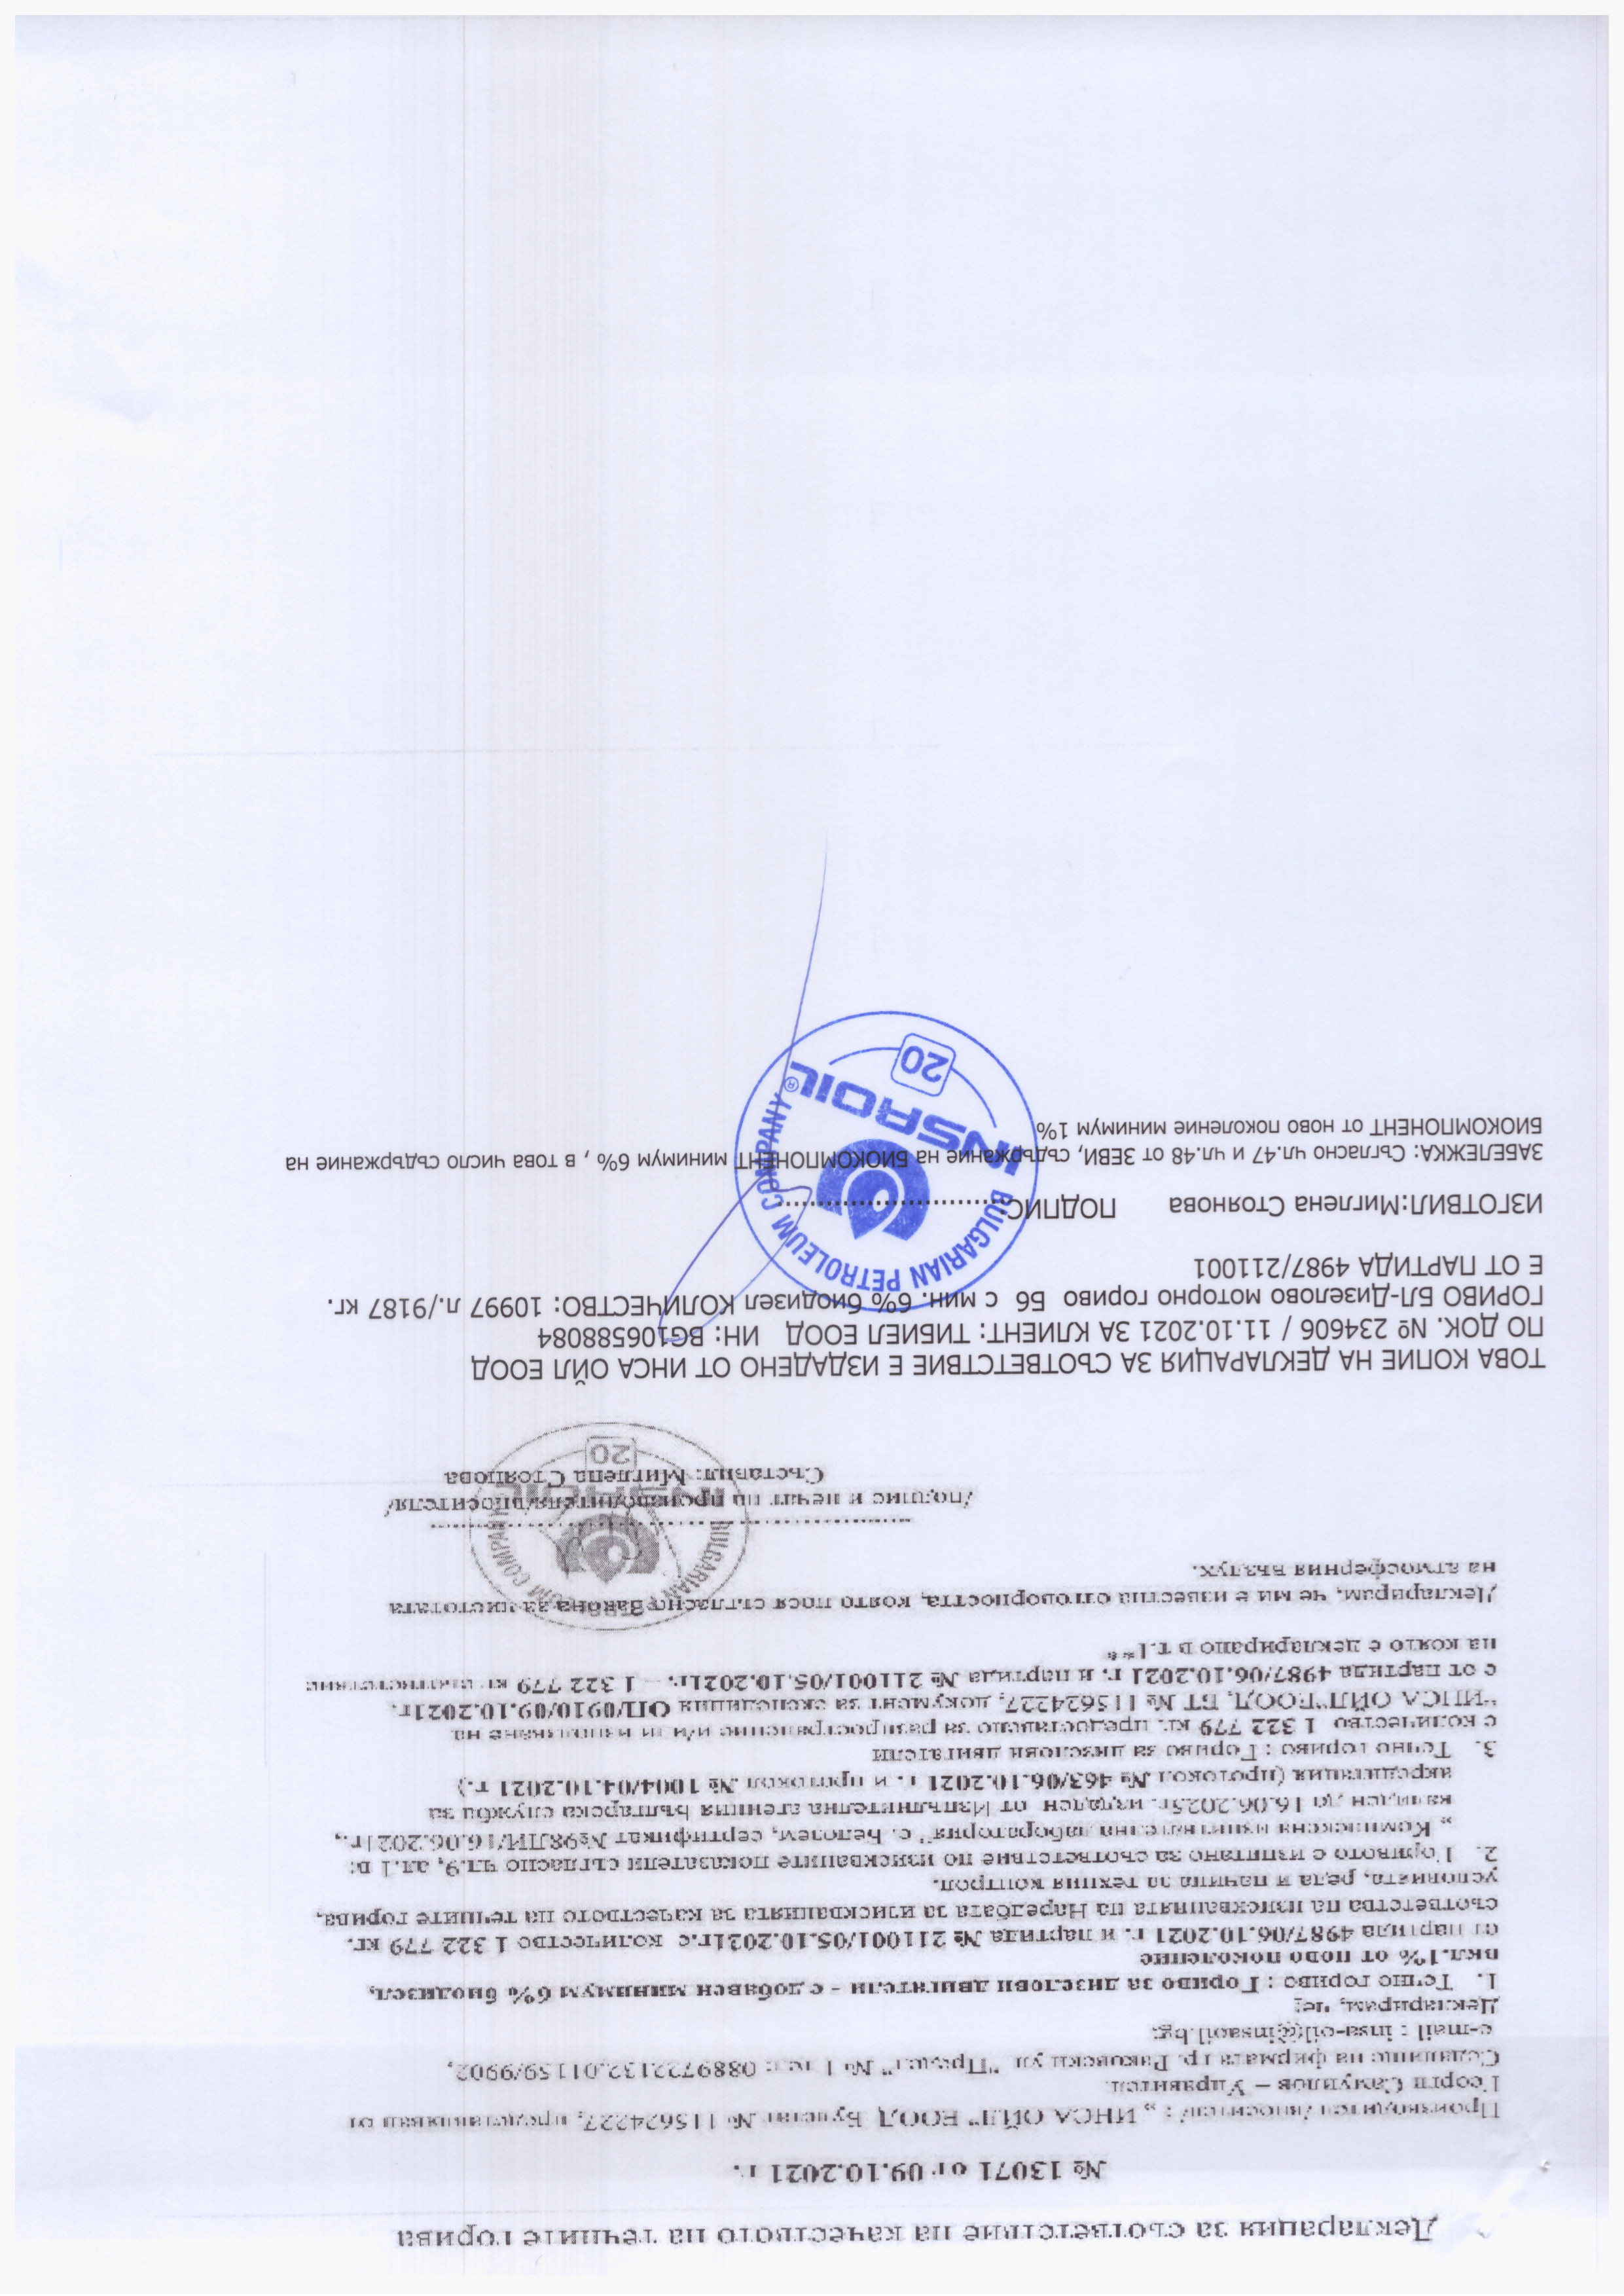 Декларация за съответствие на качеството на течните горива
№ 13071 от 09.10.2021 г.
Производител /вносител/ : „ ИНСА ОЙЛ" ЕООД Булстат № 115624227, представляван от
Георги Самуилов – Управител
Седалище на фирмата гр. Раковски ул "Пр." № 1 тел : 0889722132,03159/9902,
e-mail : insa-oil@insaoil.bg.
Декларирам, че:
1. Течно гориво : Гориво за дизелови двигатели - с добавен минимум 6% биодизел,
вкл.1% от ново поколение
от партида 4987/06.10.2021 г. и партида № 211001/05.10.2021г.с количество 1 322 779 кг.
съответства на изискванията на Наредбата за изискванията за качеството на течните горива,
условията, реда и начина за техния контрол.
2. Горивото е изпитано за съответствие по изискваните показатели съгласно чл.9, ал.1 в:
„ Комплексна изпитвателна лаборатория" с. Белозем, сертификат №98ЛИ/16.06.2021г.,
валиден до 16.06.2025г. издаден от Изпълнителна агенция Българска служба за
акредитация (протокол № 463/06.10.2021 г. и протокол № 1004/04.10.2021 г.)
3. Течно гориво : Гориво за дизелови двигатели
с количество 1 322 779 кг. предоставено за разпространение и/или използване на
"ИНСА ОЙЛ"ЕООД, БТ № 115624227, документ за експедиция ОП/0910/09.10.2021г.
е от партида 4987/06.10.2021 г. и партида № 211001/05.10.2021г. – 1 322 779 кг. съответствие
на което е декларирано в т.1**
Декларирам, че ми е известна отговорността, която нося съгласно Закона за чистотата
на атмосферния въздух.
/подпис и печат на производителя/вносителя/
Съставил: Миглена Стоянова
BULGARIAN COMPANY
INSAOIL
20
ТОВА КОПИЕ НА ДЕКЛАРАЦИЯ ЗА СЪОТВЕТСТВИЕ Е ИЗДАДЕНО ОТ ИНСА ОЙЛ ЕООД
ПО ДОК. № 234606 / 11.10.2021 ЗА КЛИЕНТ: ТИБИЕЛ ЕООД ИН: BG106588084
ГОРИВО БЛ-Дизелово моторно гориво Б6 с мин. 6% биодизел КОЛИЧЕСТВО: 10997 л./9187 кг.
Е ОТ ПАРТИДА 4987/211001
ИЗГОТВИЛ:Миглена Стоянова ПОДПИС:..............................
ЗАБЕЛЕЖКА: Съгласно чл.47 и чл.48 от ЗЕВИ, съдържание на БИОКОМПОНЕНТ минимум 6% , в това число съдържание на
БИОКОМПОНЕНТ от ново поколение минимум 1%
BULGARIAN PETROLEUM COMPANY
INSAOIL®
20